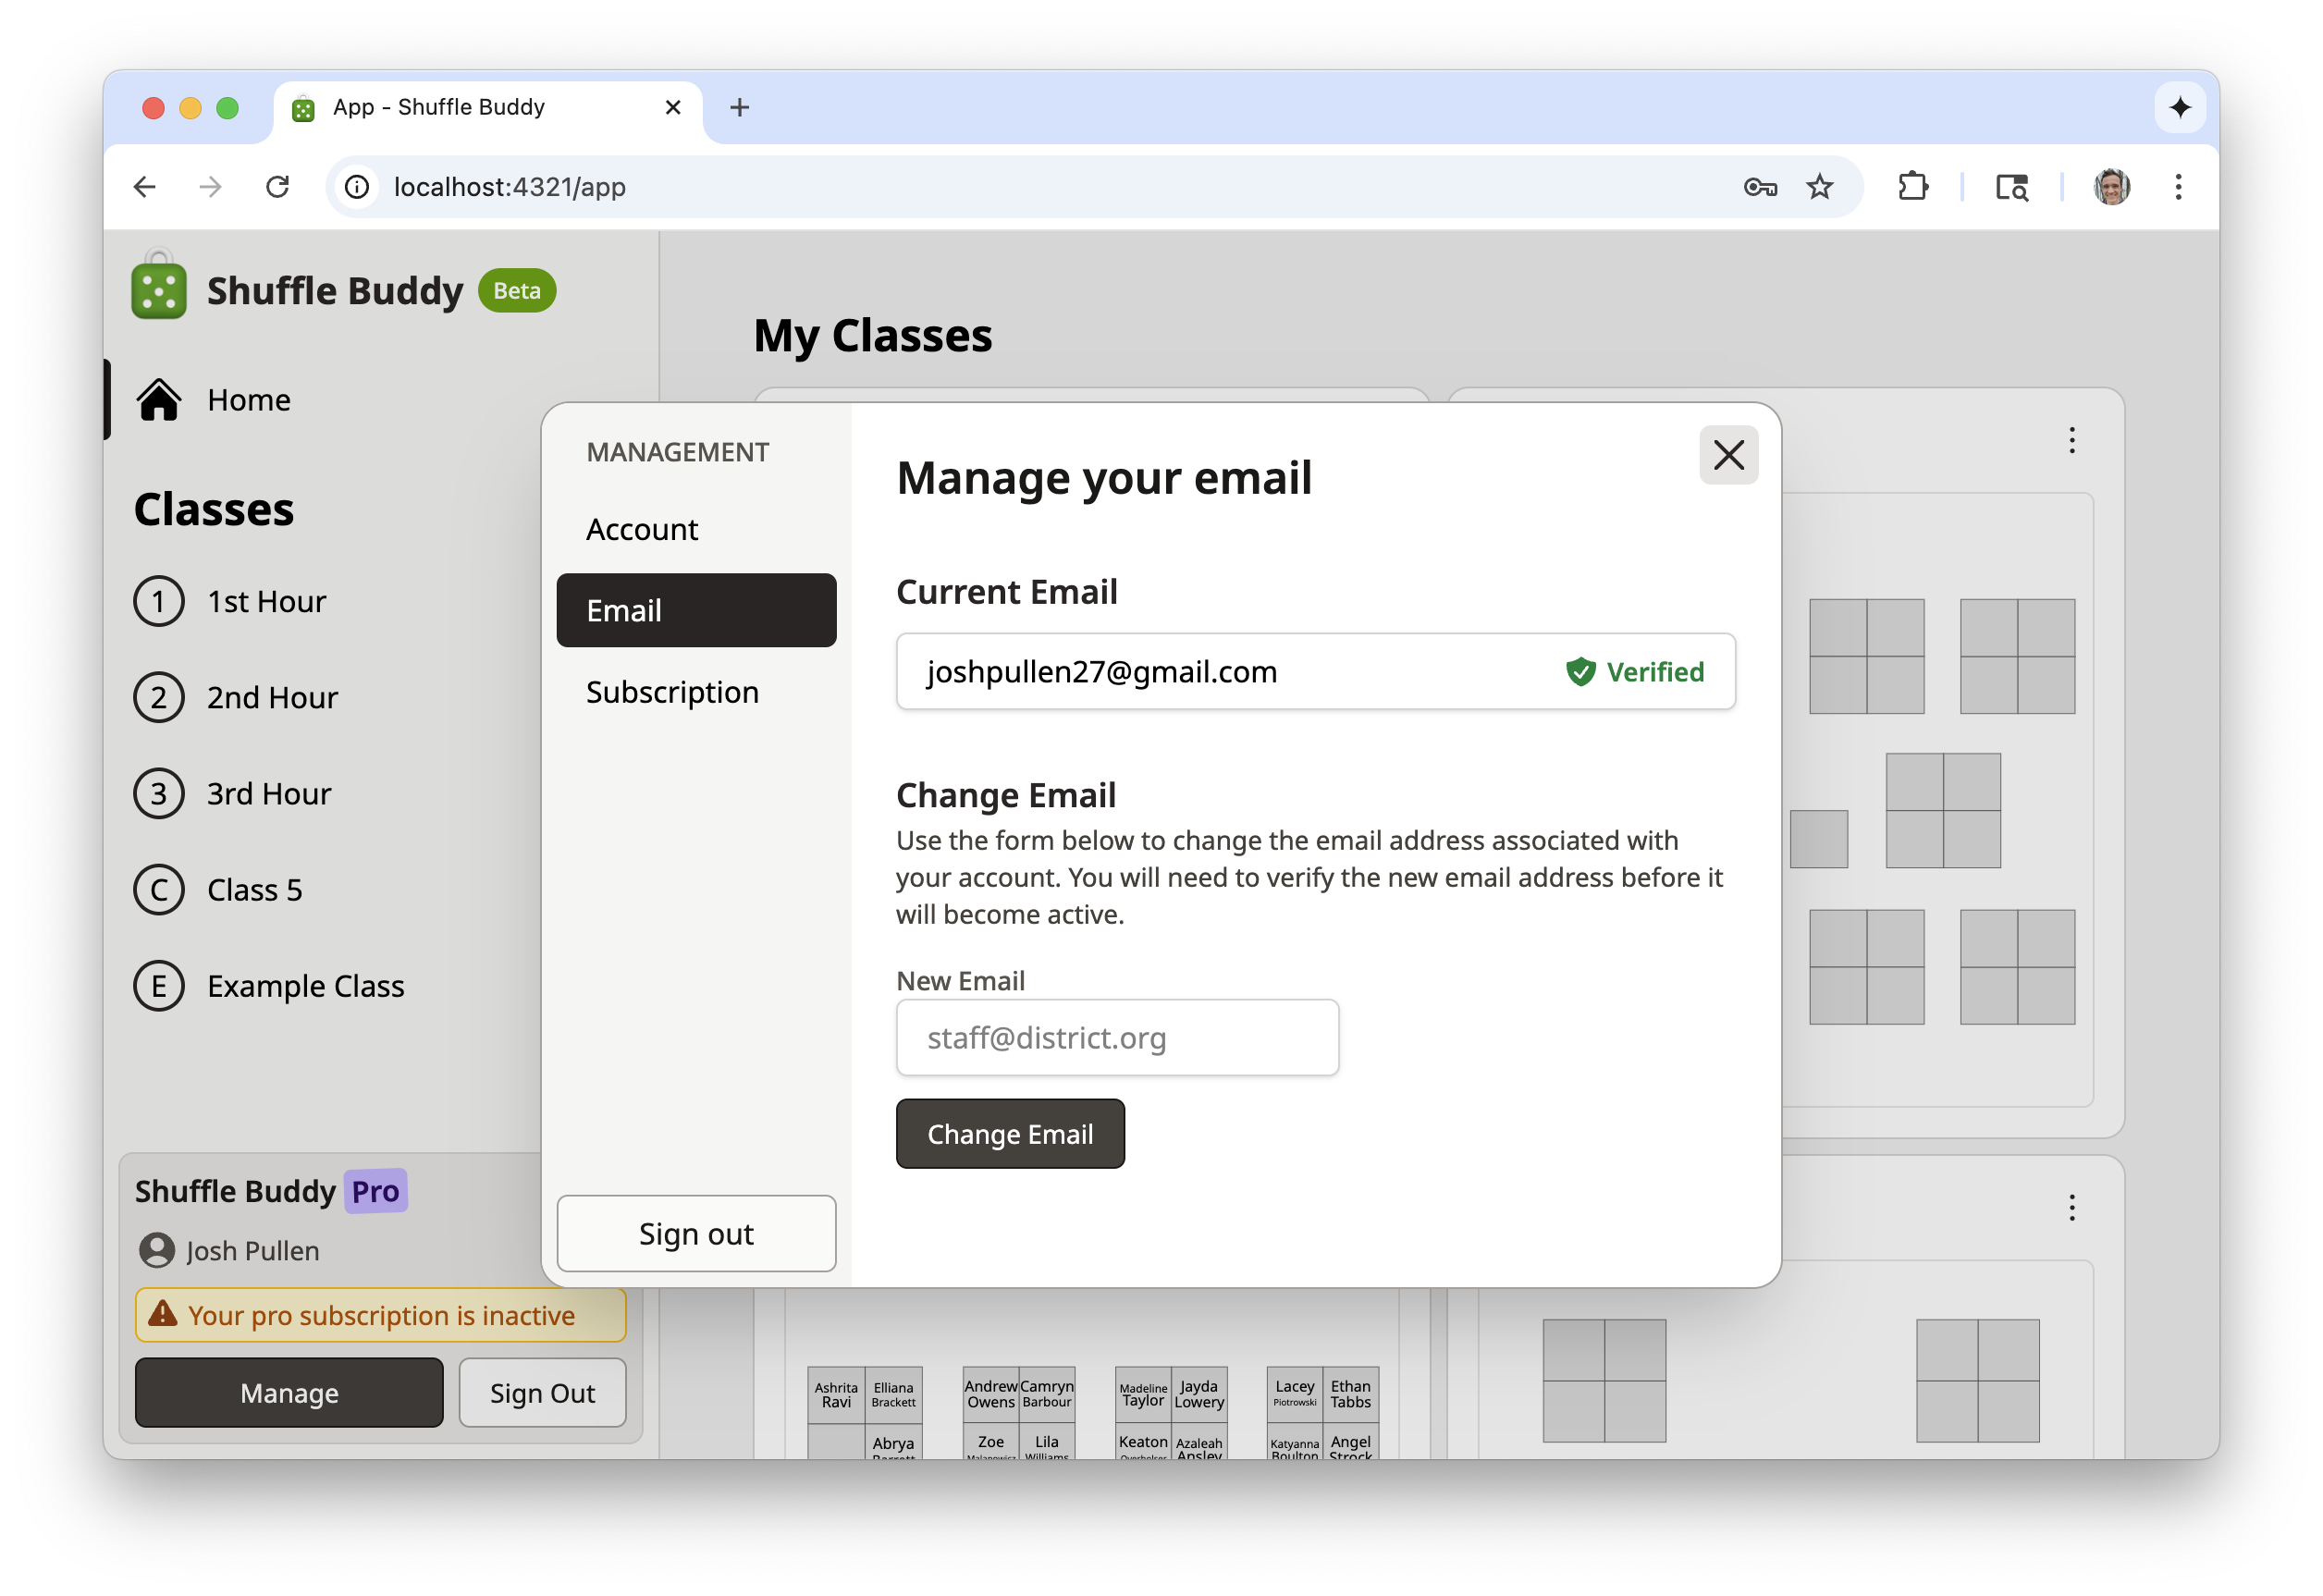 App - Shuffle Buddy
localhost:4321/app
Shuffle Buddy Beta
Home
Classes
1 1st Hour
2 2nd Hour
3 3rd Hour
C Class 5
E Example Class
Shuffle Buddy Pro
Josh Pullen
Your pro subscription is inactive
Manage
Sign Out
My Classes
MANAGEMENT
Account
Email
Subscription
Sign out
Manage your email
Current Email
joshpullen27@gmail.com
Verified
Change Email
Use the form below to change the email address associated with
your account. You will need to verify the new email address before it
will become active.
New Email
staff@district.org
Change Email
Ashrita
Ravi
Elliana
Brackett
Andrew
Owens
Camryn
Barbour
Madeline
Taylor
Jayda
Lowery
Lacey
Piotrowski
Ethan
Tabbs
Abrya
Zoe
Lila
Williams
Keaton
Azaleah
Ansley
Katyanna
Boulton
Angel
Strock